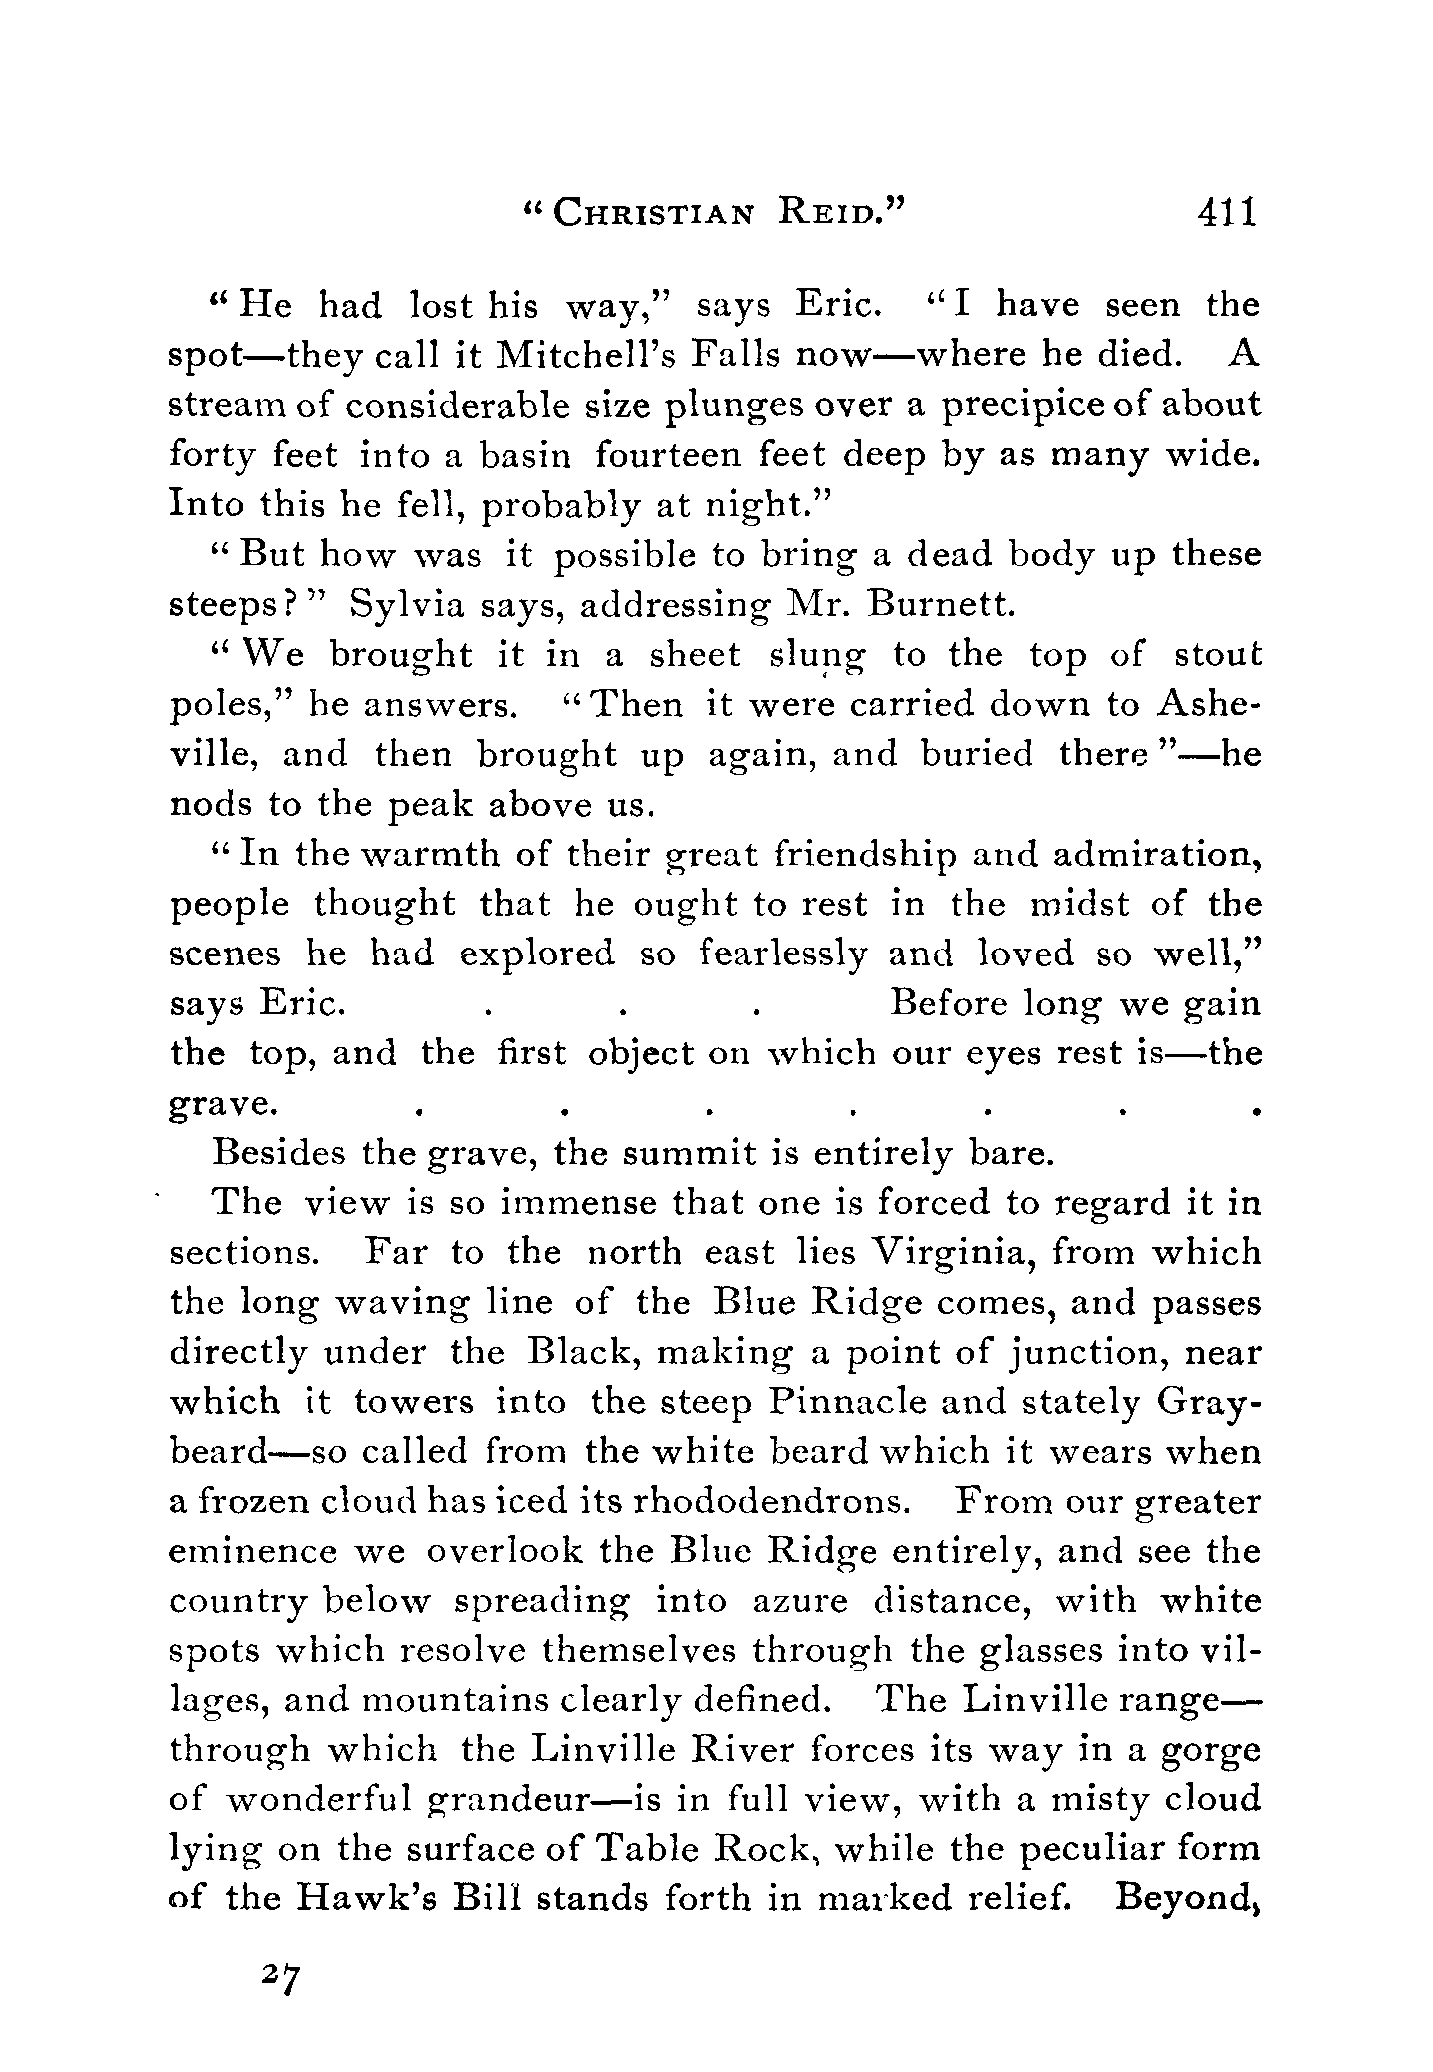 “ Christian Reid.” 411
“ He had lost his way,” says Eric. “ I have seen the
spot—they call it Mitchell’s Falls now—where he died. A
stream of considerable size plunges over a precipice of about
forty feet into a basin fourteen feet deep by as many wide.
Into this he fell, probably at night.”
“ But how was it possible to bring a dead body up these
steeps? ” Sylvia says, addressing Mr. Burnett.
“ We brought it in a sheet slung to the top of stout
poles,” he answers. “ Then it were carried down to Ashe-
ville, and then brought up again, and buried there ”—he
nods to the peak above us.
“ In the warmth of their great friendship and admiration,
people thought that he ought to rest in the midst of the
scenes he had explored so fearlessly and loved so well,”
says Eric. . . . Before long we gain
the top, and the first object on which our eyes rest is—the
grave. . . . . . . .
Besides the grave, the summit is entirely bare.
The view is so immense that one is forced to regard it in
sections. Far to the north east lies Virginia, from which
the long waving line of the Blue Ridge comes, and passes
directly under the Black, making a point of junction, near
which it towers into the steep Pinnacle and stately Gray-
beard—so called from the white beard which it wears when
a frozen cloud has iced its rhododendrons. From our greater
eminence we overlook the Blue Ridge entirely, and see the
country below spreading into azure distance, with white
spots which resolve themselves through the glasses into vil-
lages, and mountains clearly defined. The Linville range—
through which the Linville River forces its way in a gorge
of wonderful grandeur—is in full view, with a misty cloud
lying on the surface of Table Rock, while the peculiar form
of the Hawk’s Bill stands forth in marked relief. Beyond,
27